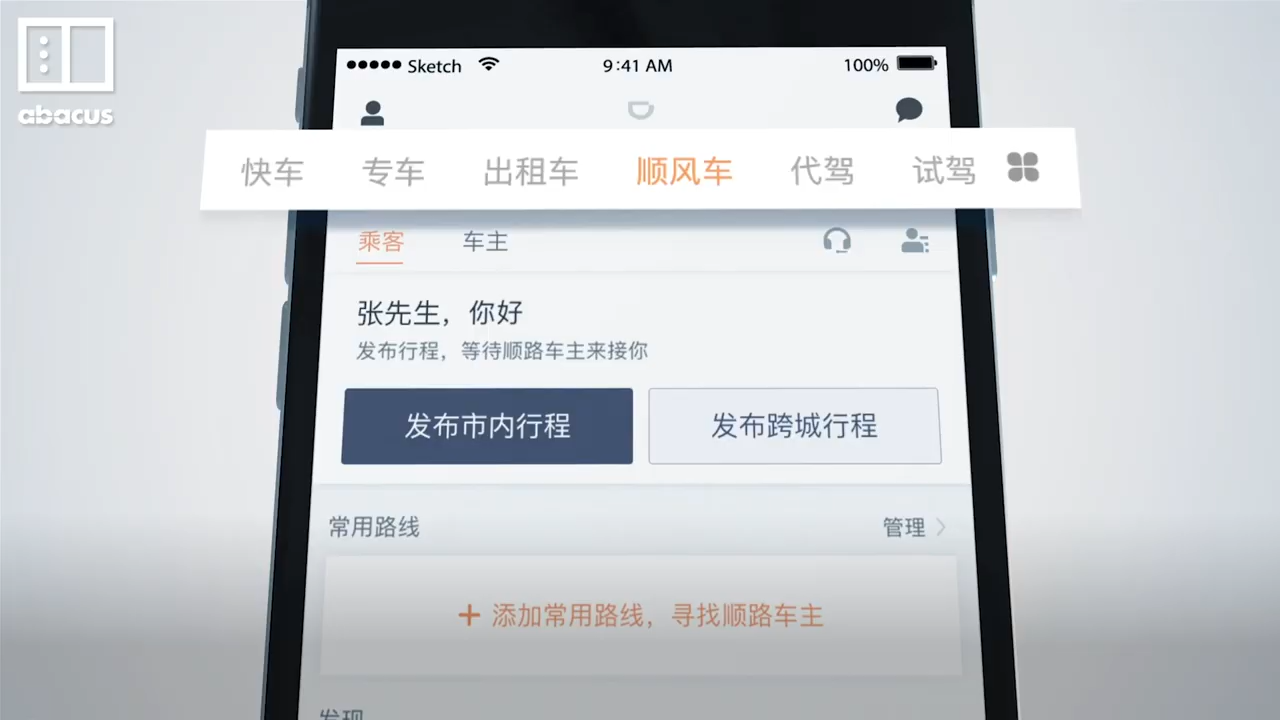 abacus
Sketch 9:41 AM 100%
快车 专车 出租车 顺风车 代驾 试驾
乘客 车主
张先生，你好
发布行程，等待顺路车主来接你
发布市内行程 发布跨城行程
常用路线 管理
+ 添加常用路线，寻找顺路车主
发现